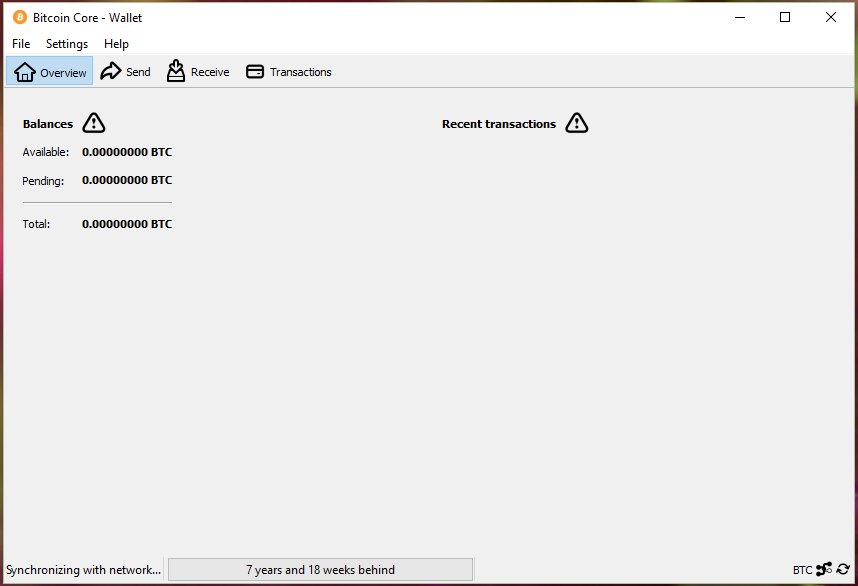 Bitcoin Core - Wallet
File Settings Help
Overview Send Receive Transactions
Balances Recent transactions
Available: 0.00000000 BTC
Pending: 0.00000000 BTC
Total: 0.00000000 BTC
Synchronizing with network... 7 years and 18 weeks behind BTC